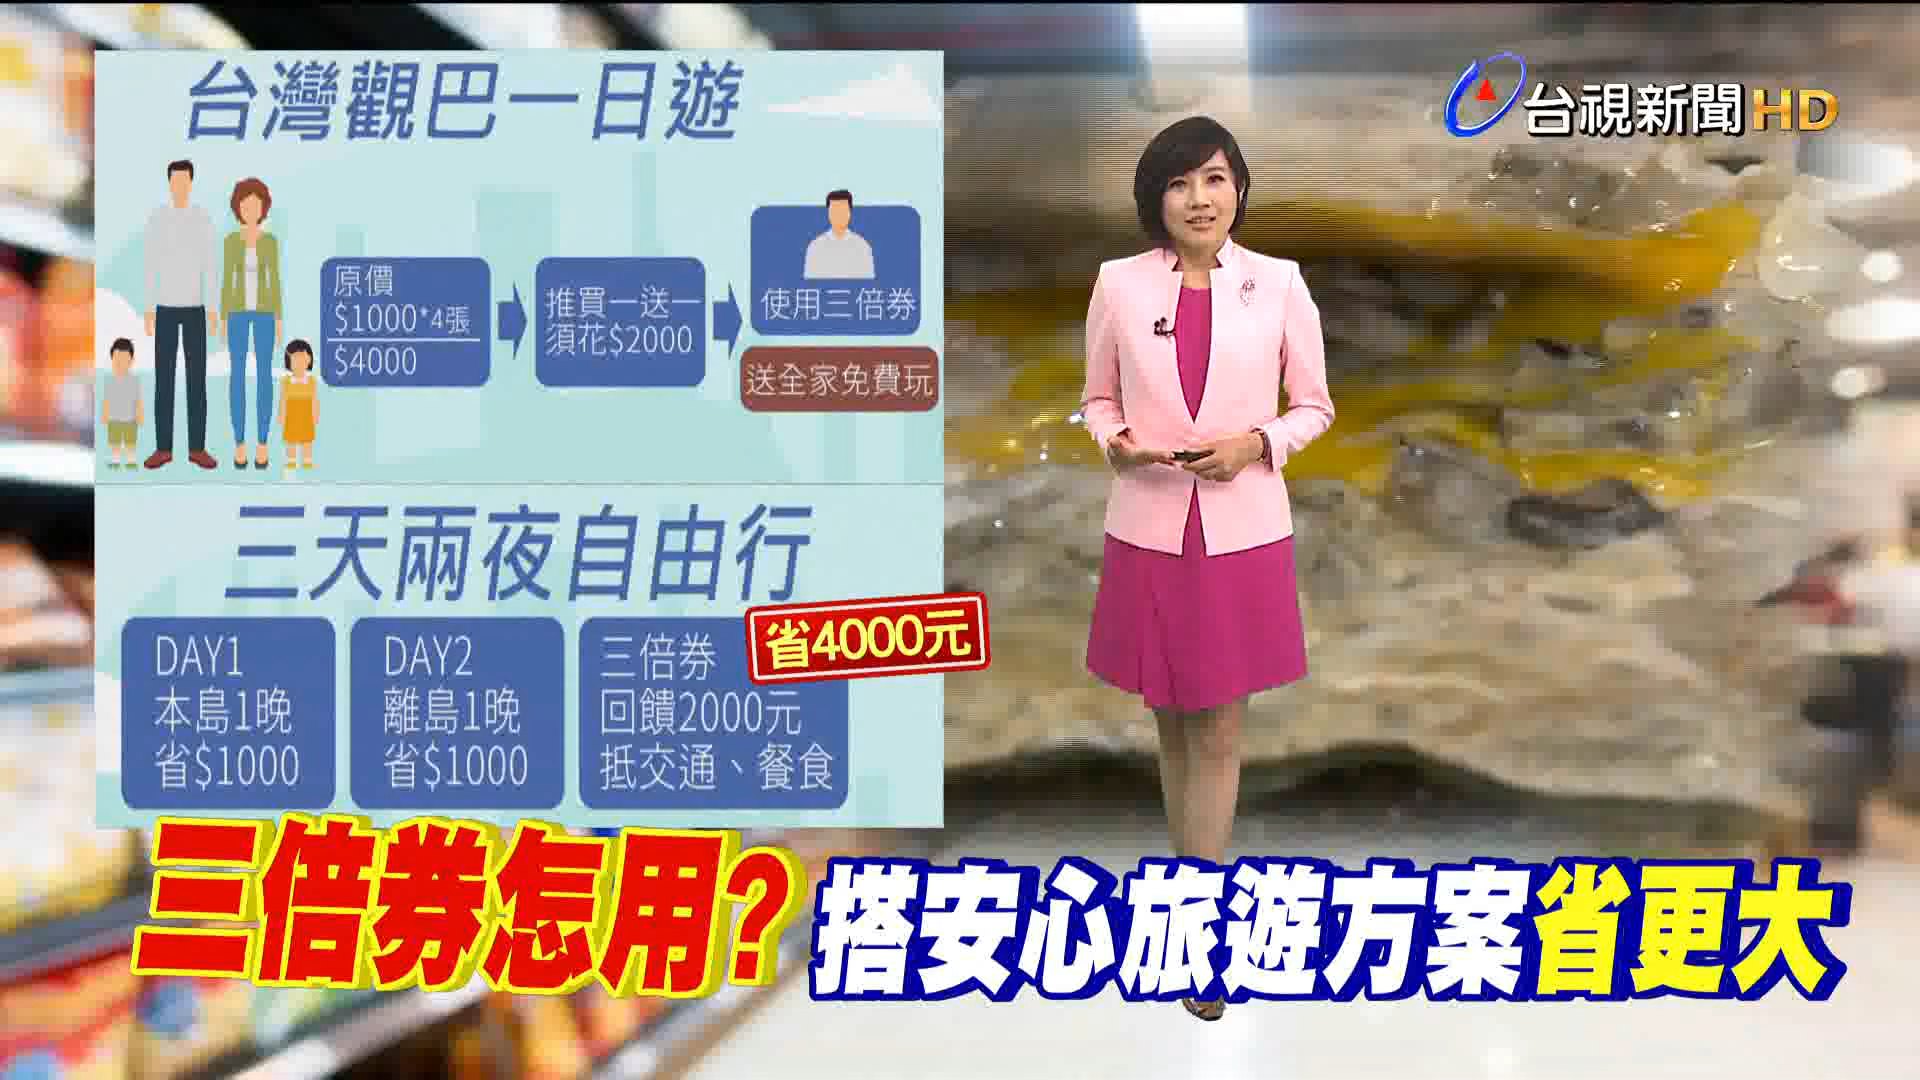 台灣觀巴一日遊
台視新聞HD
原價
$1000*4張
$4000
推買一送一
須花$2000
使用三倍券
送全家免費玩
三天兩夜自由行
省4000元
DAY1
本島1晚
省$1000
DAY2
離島1晚
省$1000
三倍券
回饋2000元
抵交通、餐食
三倍券怎用?
搭安心旅遊方案省更大